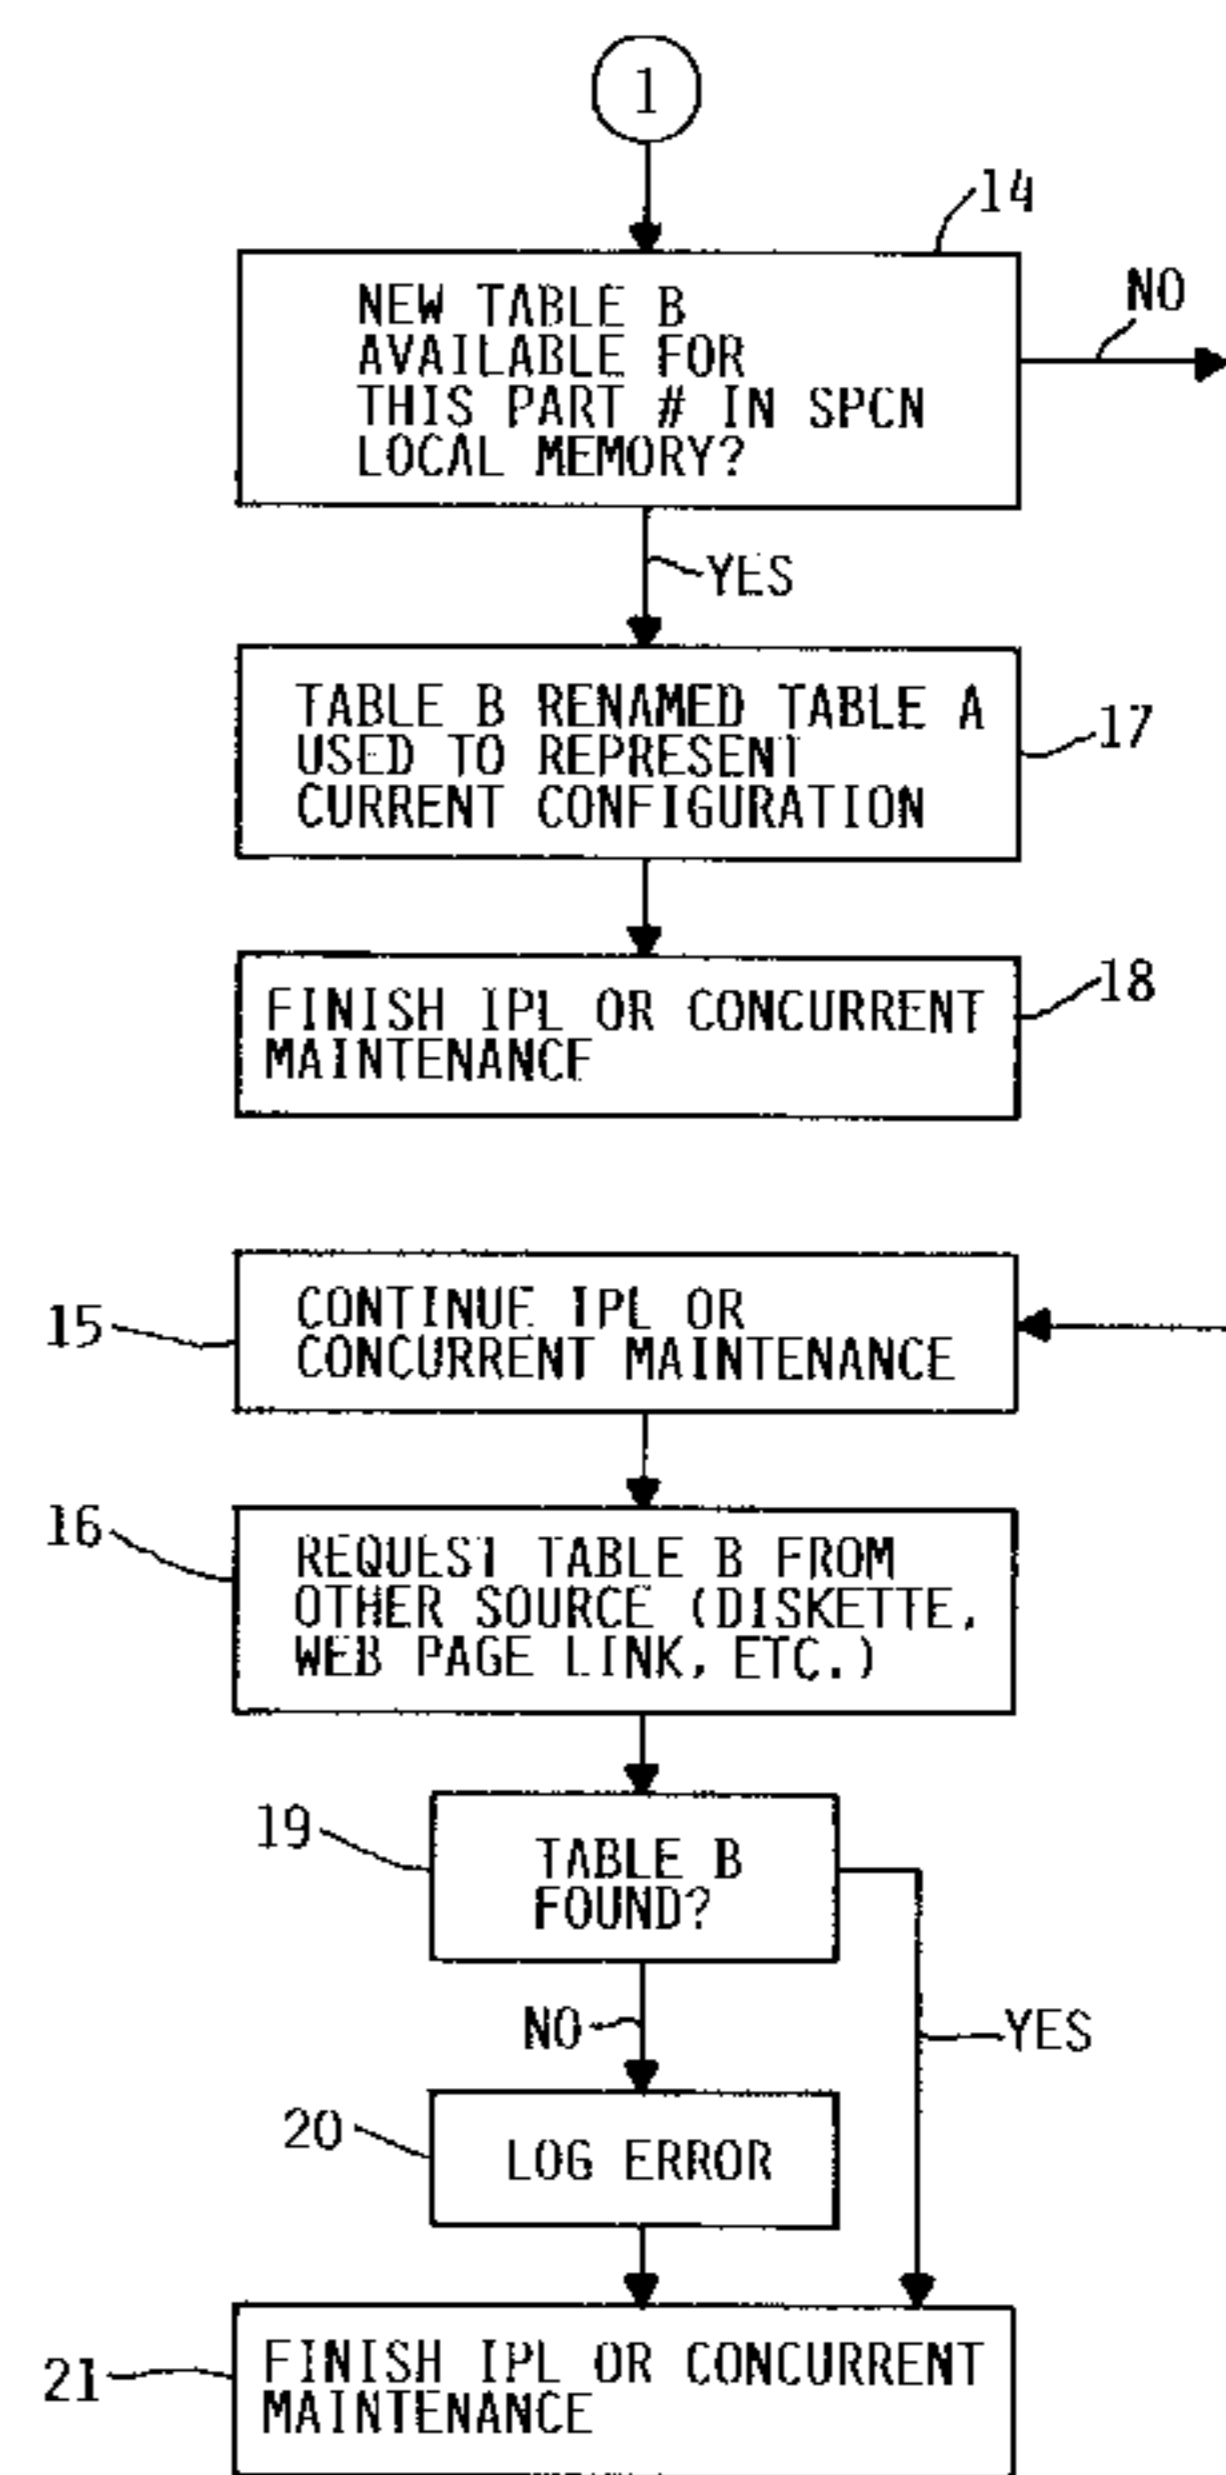 1
14
NEW TABLE B
AVAILABLE FOR
THIS PART # IN SPCN
LOCAL MEMORY?
NO
YES
TABLE B RENAMED TABLE A
USED TO REPRESENT
CURRENT CONFIGURATION
17
FINISH IPL OR CONCURRENT
MAINTENANCE
18
15
CONTINUE IPL OR
CONCURRENT MAINTENANCE
16
REQUEST TABLE B FROM
OTHER SOURCE (DISKETTE,
WEB PAGE LINK, ETC.)
19
TABLE B
FOUND?
NO
YES
20
LOG ERROR
21
FINISH IPL OR CONCURRENT
MAINTENANCE